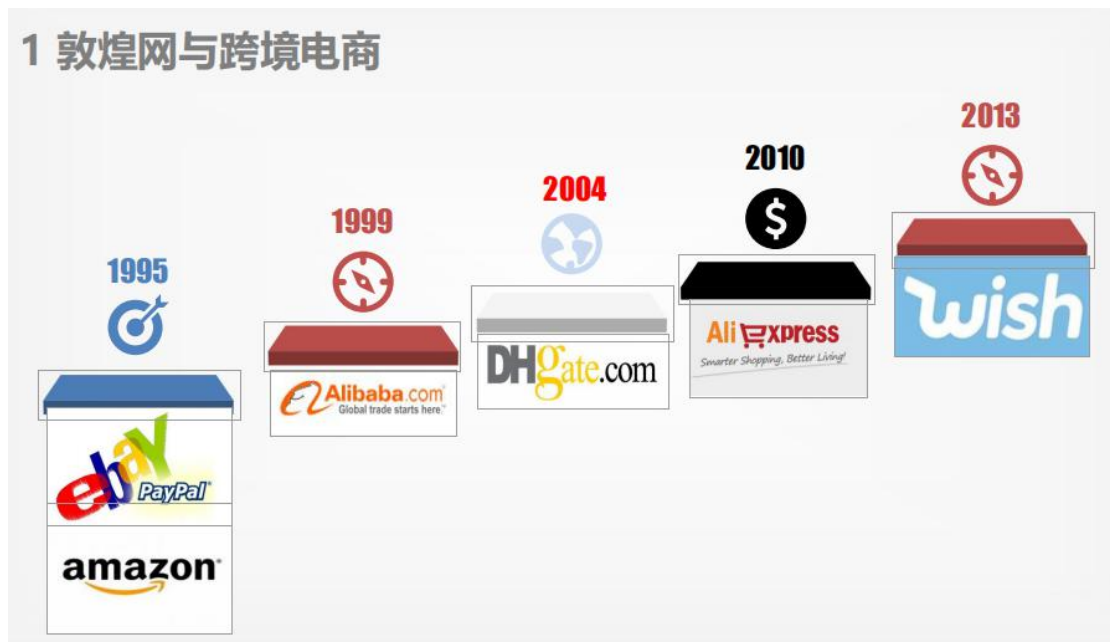 1 敦煌网与跨境电商
1995
ebay
PayPal
amazon
1999
Alibaba.com
Global trade starts here.™
2004
DHgate.com
2010
AliExpress
Smarter Shopping, Better Living!
2013
wish